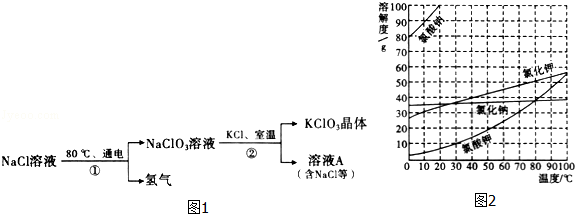 NaCl溶液 80℃、通电 ① NaClO₃溶液 KCl、室温 ② KClO₃晶体
氢气
溶液A
(含NaCl等)
图1
溶解度/g
100
90
80
70
60
50
40
30
20
10
氯酸钠
氯化钾
氯化钠
氯酸钾
0 10 20 30 40 50 60 70 80 90 100
温度/℃
图2